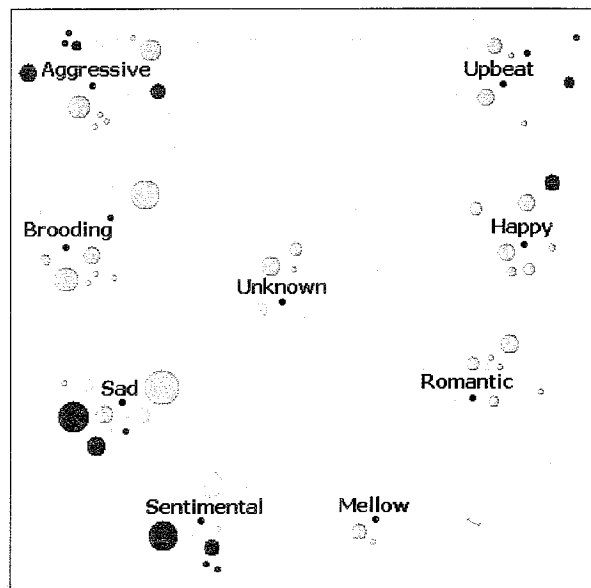 Aggressive
Upbeat
Brooding
Happy
Unknown
Sad
Romantic
Sentimental
Mellow